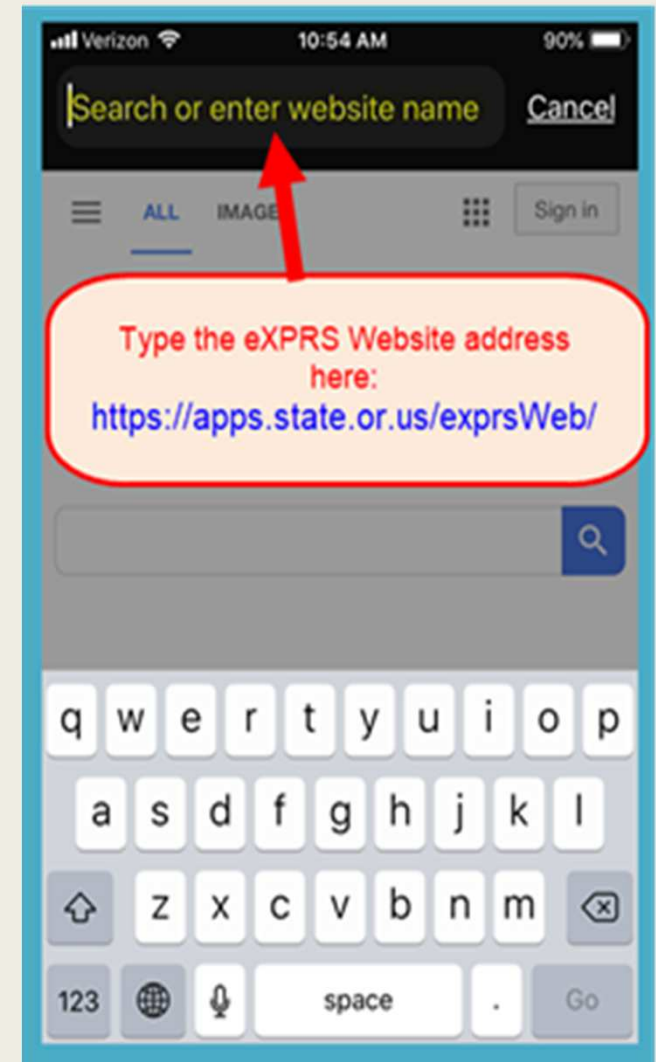 Verizon 10:54 AM 90%
Search or enter website name Cancel
ALL IMAGE Sign in
Type the eXPRS Website address
here:
https://apps.state.or.us/exprsWeb/
q w e r t y u i o p
a s d f g h j k l
z x c v b n m
123 space . Go